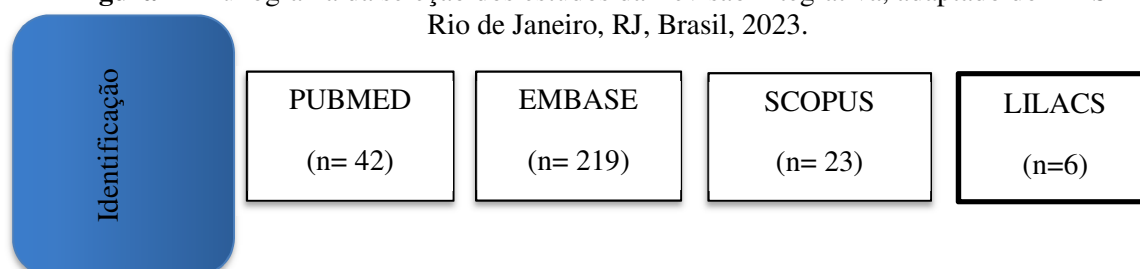 Rio de Janeiro, RJ, Brasil, 2023.
Identificação
PUBMED
(n= 42)
EMBASE
(n= 219)
SCOPUS
(n= 23)
LILACS
(n=6)